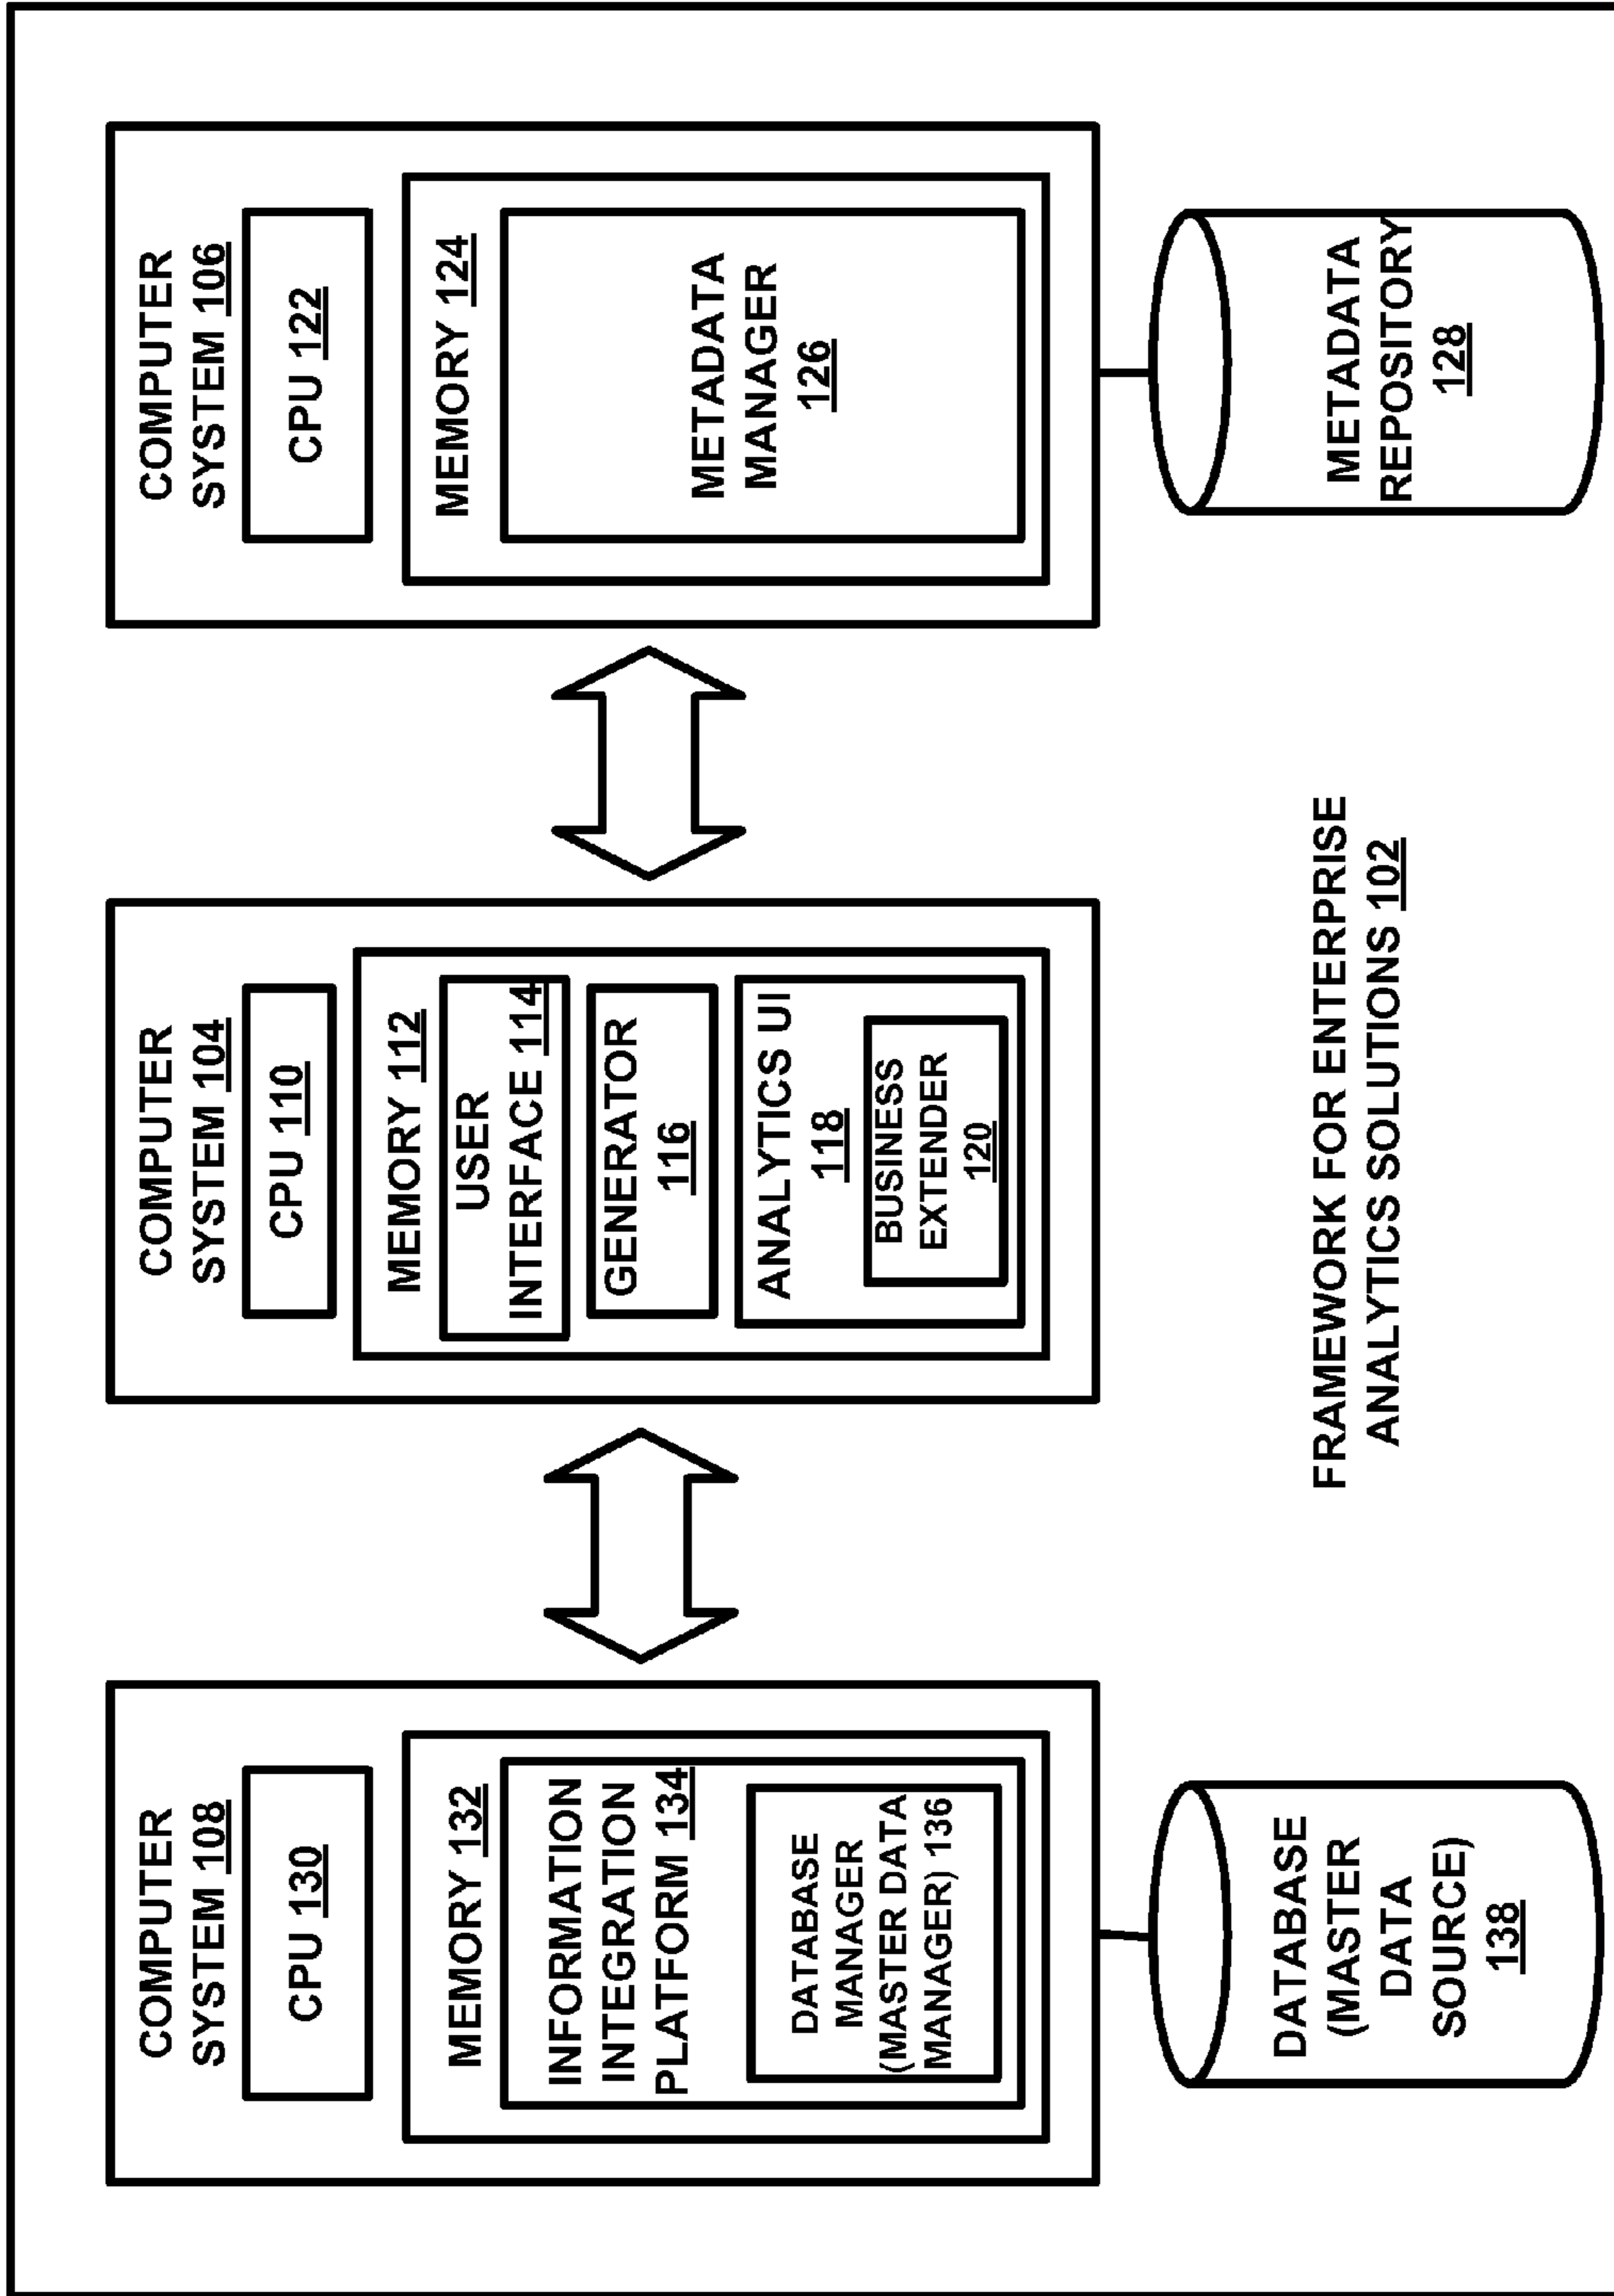 COMPUTER
SYSTEM 108
CPU 130
MEMORY 132
INFORMATION
INTEGRATION
PLATFORM 134
DATABASE
MANAGER
(MASTER DATA
MANAGER) 136
DATABASE
(MASTER
DATA
SOURCE)
138
COMPUTER
SYSTEM 104
CPU 110
MEMORY 112
USER
INTERFACE 114
GENERATOR
116
ANALYTICS UI
118
BUSINESS
EXTENDER
120
COMPUTER
SYSTEM 106
CPU 122
MEMORY 124
METADATA
MANAGER
126
METADATA
REPOSITORY
128
FRAMEWORK FOR ENTERPRISE
ANALYTICS SOLUTIONS 102